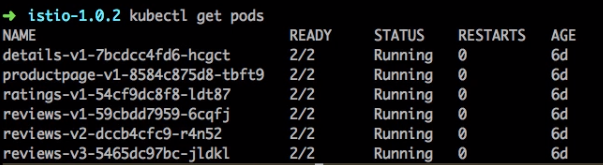 ➜ istio-1.0.2 kubectl get pods
NAME READY STATUS RESTARTS AGE
details-v1-7bcdcc4fd6-hcgct 2/2 Running 0 6d
productpage-v1-8584c875d8-tbft9 2/2 Running 0 6d
ratings-v1-54cf9dc8f8-ldt87 2/2 Running 0 6d
reviews-v1-59cbdd7959-6cqfj 2/2 Running 0 6d
reviews-v2-dccb4cfc9-r4n52 2/2 Running 0 6d
reviews-v3-5465dc97bc-jldkl 2/2 Running 0 6d